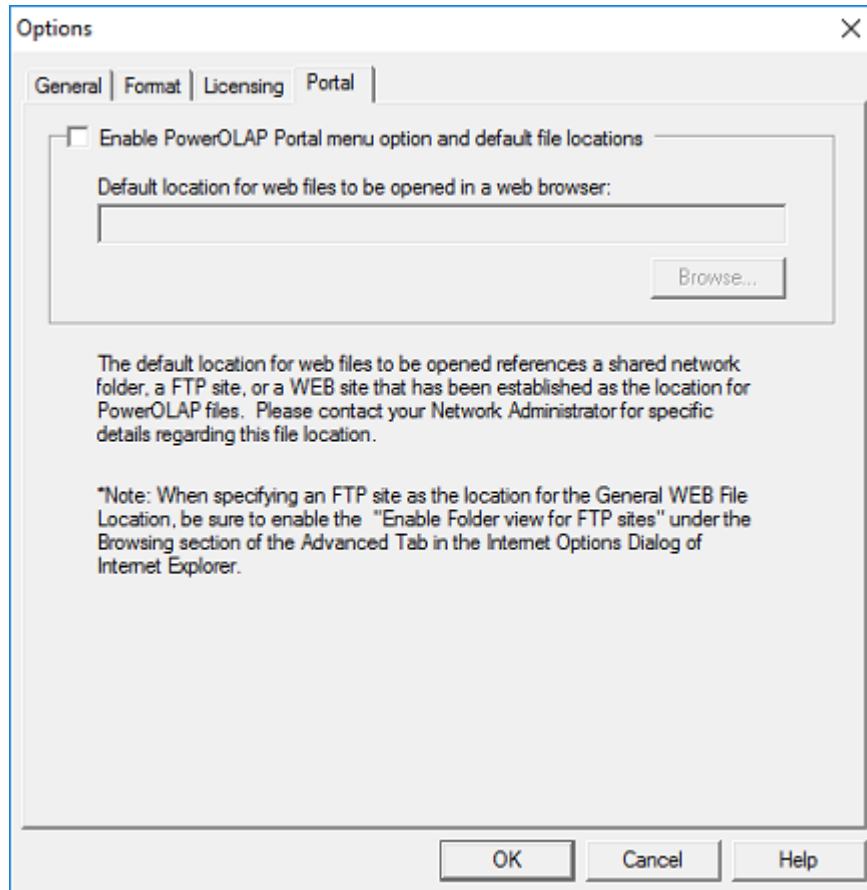 Options
General Format Licensing Portal
Enable PowerOLAP Portal menu option and default file locations
Default location for web files to be opened in a web browser:
Browse...
The default location for web files to be opened references a shared network
folder, a FTP site, or a WEB site that has been established as the location for
PowerOLAP files.  Please contact your Network Administrator for specific
details regarding this file location.
*Note: When specifying an FTP site as the location for the General WEB File
Location, be sure to enable the  "Enable Folder view for FTP sites" under the
Browsing section of the Advanced Tab in the Internet Options Dialog of
Internet Explorer.
OK Cancel Help